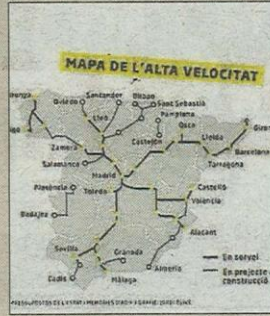 MAPA DE L'ALTA VELOCITAT
Oviedo
Santander
Bilbao
Sant Sebastià
Pamplona
Lleó
Osca
Lleida
Zamora
Barcelona
Tarragona
Salamanca
Madrid
Plasència
Toledo
Castelló
València
Badajoz
Alacant
Sevilla
Granada
Almeria
Cadis
Màlaga
En servei
En projecte
construcció